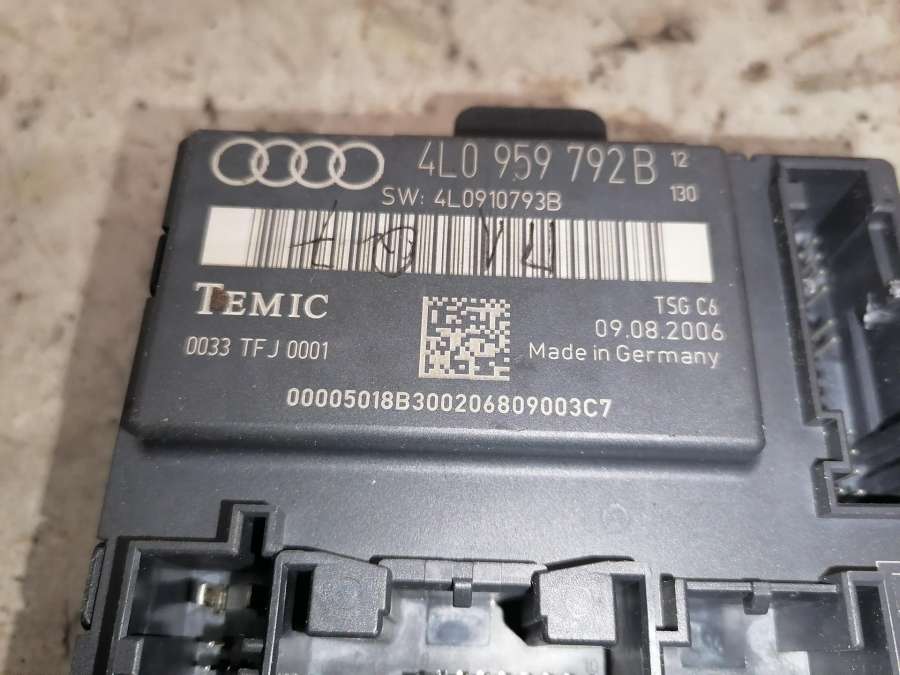 4L0 959 792 B 12
130
SW: 4L0910793B
TEMIC
TSG C6
09.08.2006
0033 TFJ 0001
Made in Germany
00005018B300206809003C7